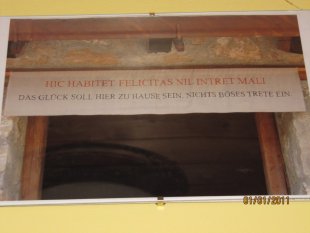 HIC HABITET FELICITAS NIL INTRET MALI
DAS GLÜCK SOLL HIER ZU HAUSE SEIN, NICHTS BÖSES TRETE EIN.
01/01/2011